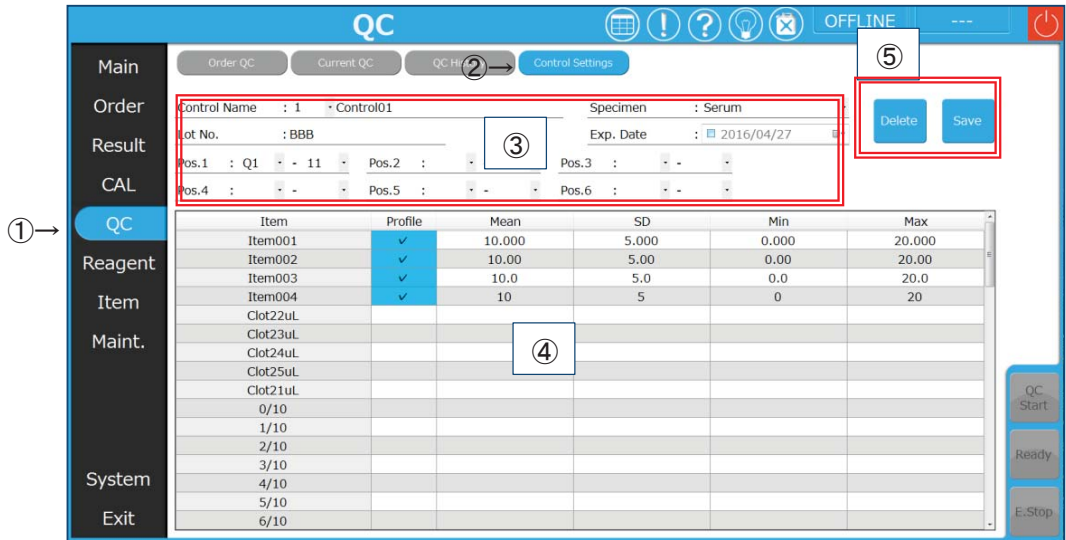 QC ! ? OFFLINE ---
⑤
Main Order QC Current QC QC His ②→ Control Settings
Order Control Name : 1 Control01 Specimen : Serum Delete Save
Result Lot No. : BBB ③ Exp. Date : 2016/04/27
Pos.1 : Q1 - 11 Pos.2 : Pos.3 : -
CAL Pos.4 : - Pos.5 : - Pos.6 : -
①→ QC Item Profile Mean SD Min Max
Item001 ✓ 10.000 5.000 0.000 20.000
Reagent Item002 ✓ 10.00 5.00 0.00 20.00
Item003 ✓ 10.0 5.0 0.0 20.0
Item Item004 ✓ 10 5 0 20
Clot22uL
Maint. Clot23uL
Clot24uL ④
Clot25uL
Clot21uL QC
0/10 Start
1/10
2/10
3/10 Ready
System 4/10
5/10 E.Stop
Exit 6/10